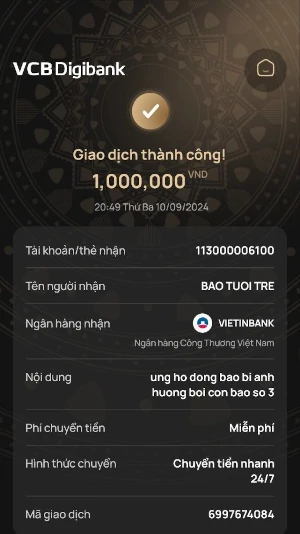 VCB Digibank
Giao dịch thành công!
1,000,000 VND
20:49 Thứ Ba 10/09/2024
Tài khoản/thẻ nhận 113000006100
Tên người nhận BAO TUOI TRE
Ngân hàng nhận VIETINBANK
Ngân hàng Công Thương Việt Nam
Nội dung ung ho dong bao bi anh
huong boi con bao so 3
Phí chuyển tiền Miễn phí
Hình thức chuyển Chuyển tiền nhanh
24/7
Mã giao dịch 6997674084